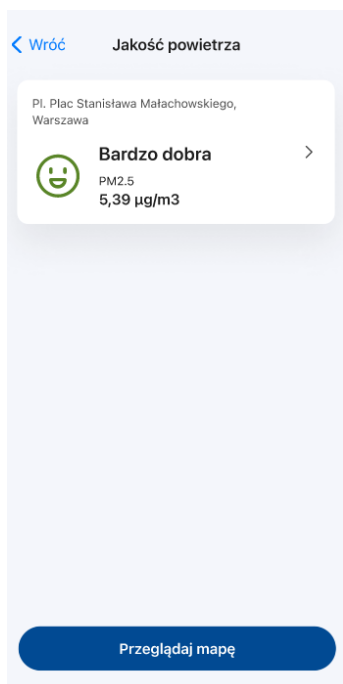 Wróć
Jakość powietrza
Pl. Plac Stanisława Małachowskiego,
Warszawa
Bardzo dobra
PM2.5
5,39 μg/m3
Przeglądaj mapę